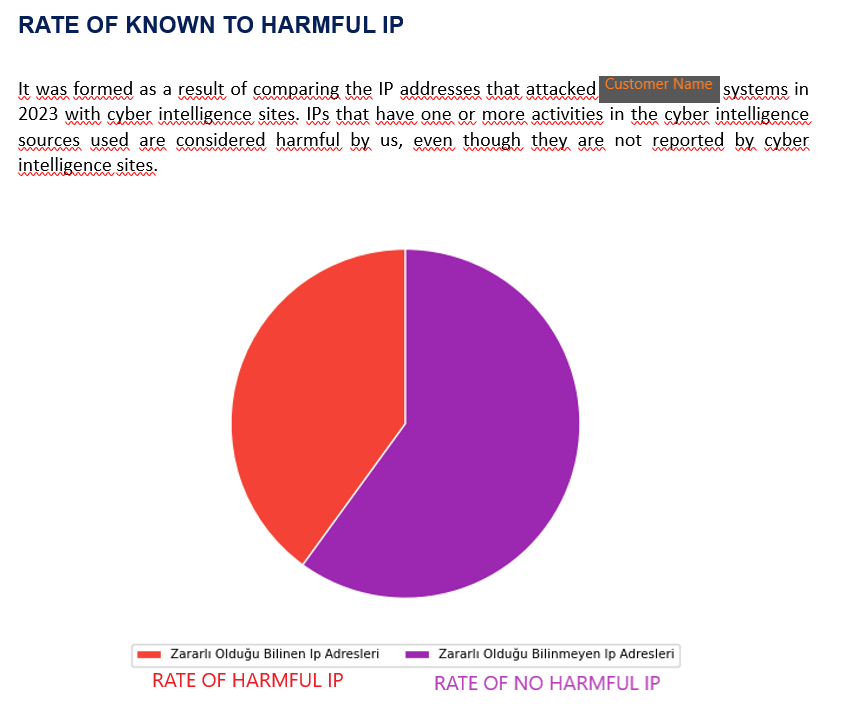 RATE OF KNOWN TO HARMFUL IP
It was formed as a result of comparing the IP addresses that attacked Customer Name systems in
2023 with cyber intelligence sites. IPs that have one or more activities in the cyber intelligence
sources used are considered harmful by us, even though they are not reported by cyber
intelligence sites.
Zararlı Olduğu Bilinen Ip Adresleri Zararlı Olduğu Bilinmeyen Ip Adresleri
RATE OF HARMFUL IP RATE OF NO HARMFUL IP